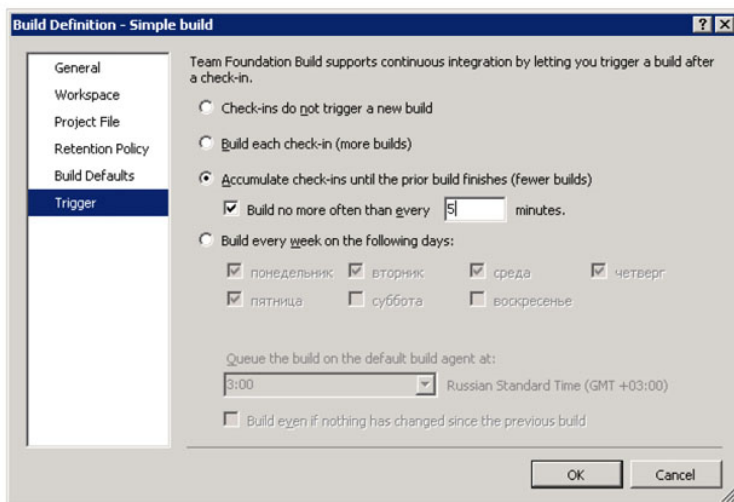 Build Definition - Simple build
General
Workspace
Project File
Retention Policy
Build Defaults
Trigger
Team Foundation Build supports continuous integration by letting you trigger a build after
a check-in.
Check-ins do not trigger a new build
Build each check-in (more builds)
Accumulate check-ins until the prior build finishes (fewer builds)
Build no more often than every 5 minutes.
Build every week on the following days:
понедельник вторник среда четверг
пятница суббота воскресенье
Queue the build on the default build agent at:
3:00 Russian Standard Time (GMT +03:00)
Build even if nothing has changed since the previous build
OK Cancel